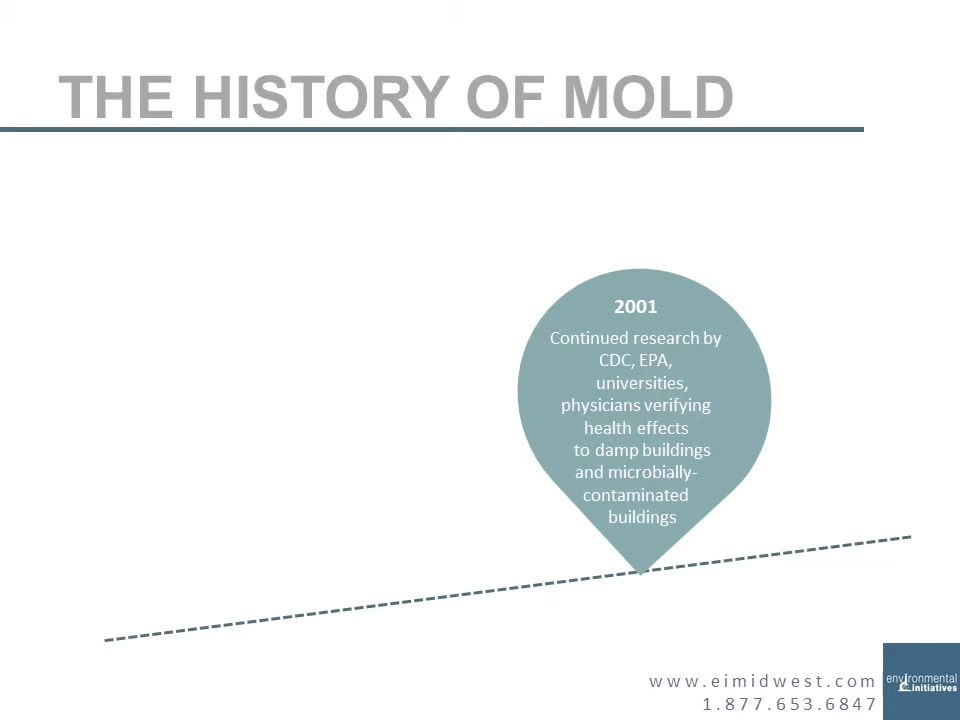 THE HISTORY OF MOLD
2001
Continued research by
CDC, EPA,
universities,
physicians verifying
health effects
to damp buildings
and microbially-
contaminated
buildings
www.eimidwest.com
1.877.653.6847
environmental
initiatives